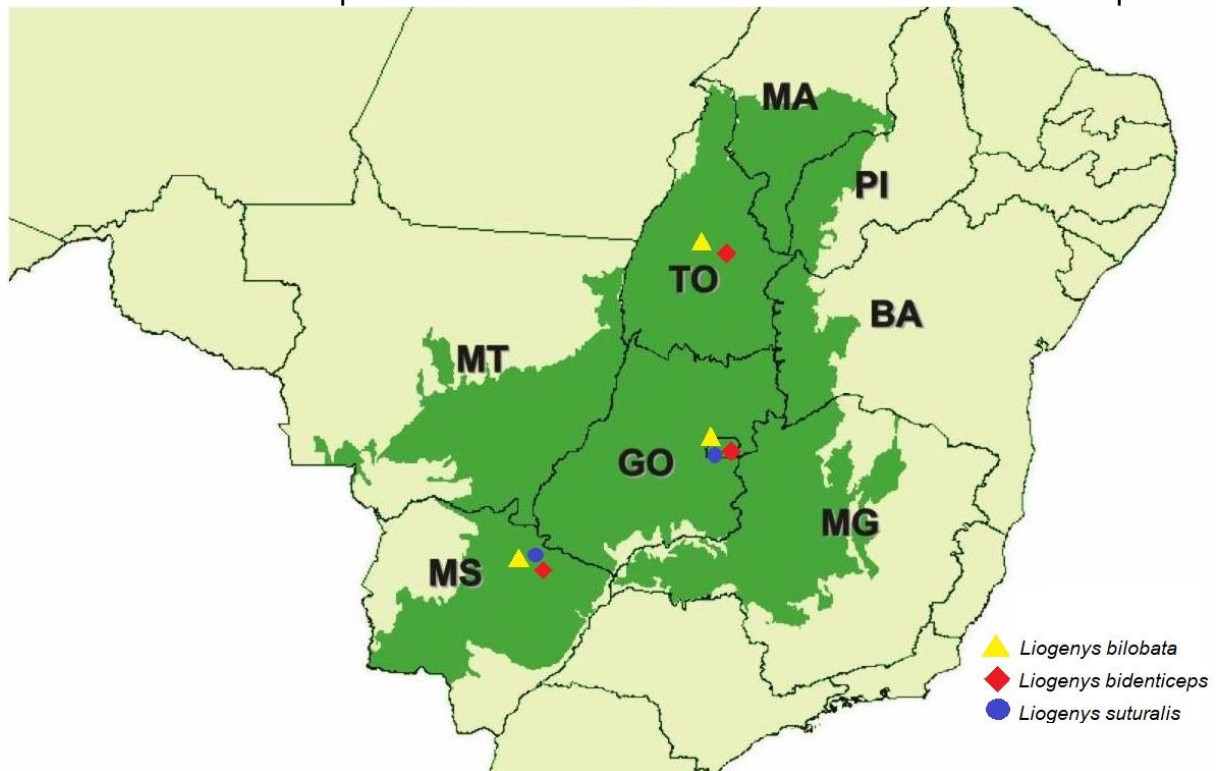 MA
PI
TO
BA
MT
GO
MG
MS
Liogenys bilobata
Liogenys bidenticeps
Liogenys suturalis